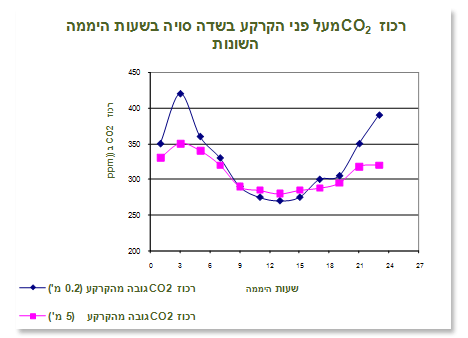 רכוז CO2 מעל פני הקרקע בשדה סויה בשעות היממה
השונות
רכוז CO2 ב (ppm)
450
400
350
300
250
200
0 3 6 9 12 15 18 21 24 27
שעות היממה
רכוז CO2 גובה מהקרקע (0.2 מ')
רכוז CO2 גובה מהקרקע (5 מ')